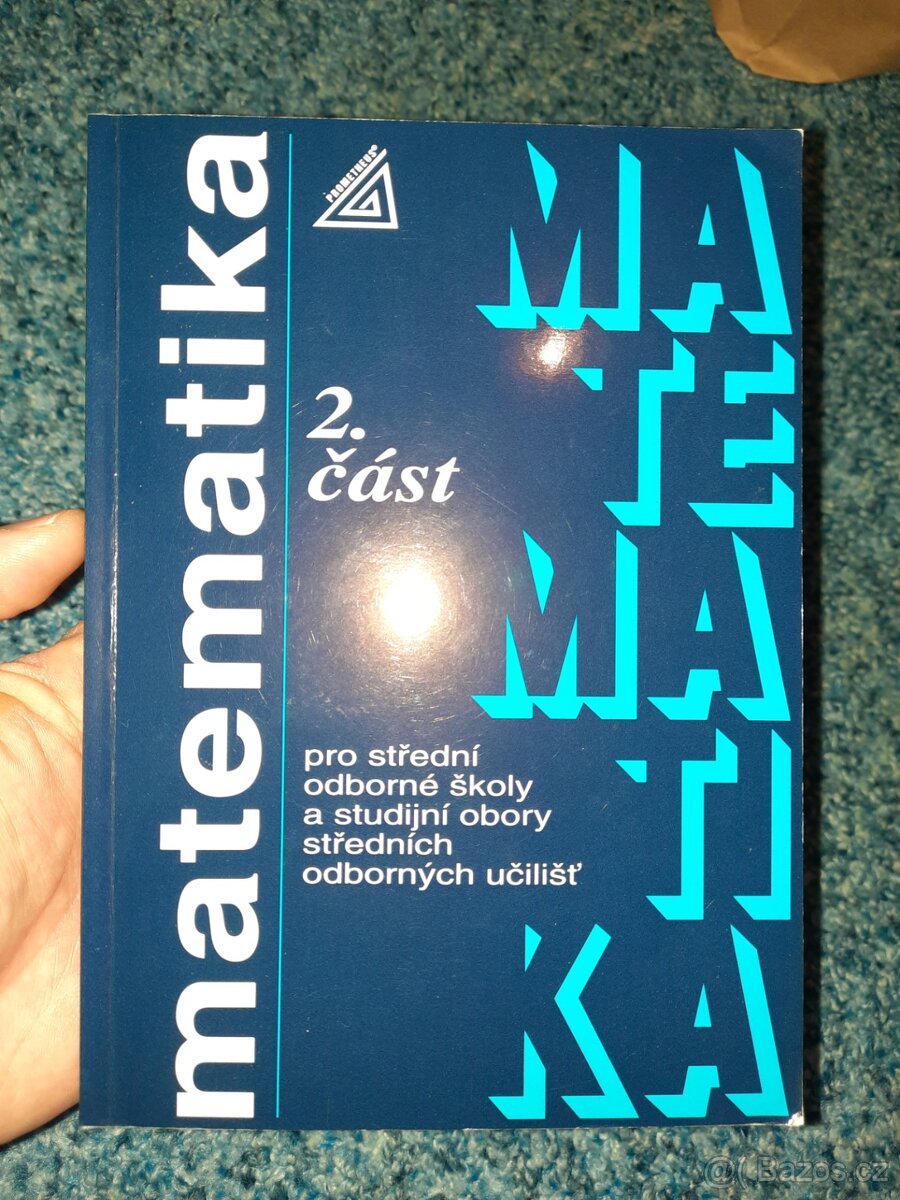 matematika
PROMETHEUS®
2.
část
pro střední
odborné školy
a studijní obory
středních
odborných učilišť
MA
TE
MA
TI
KA
@( Bazos.cz